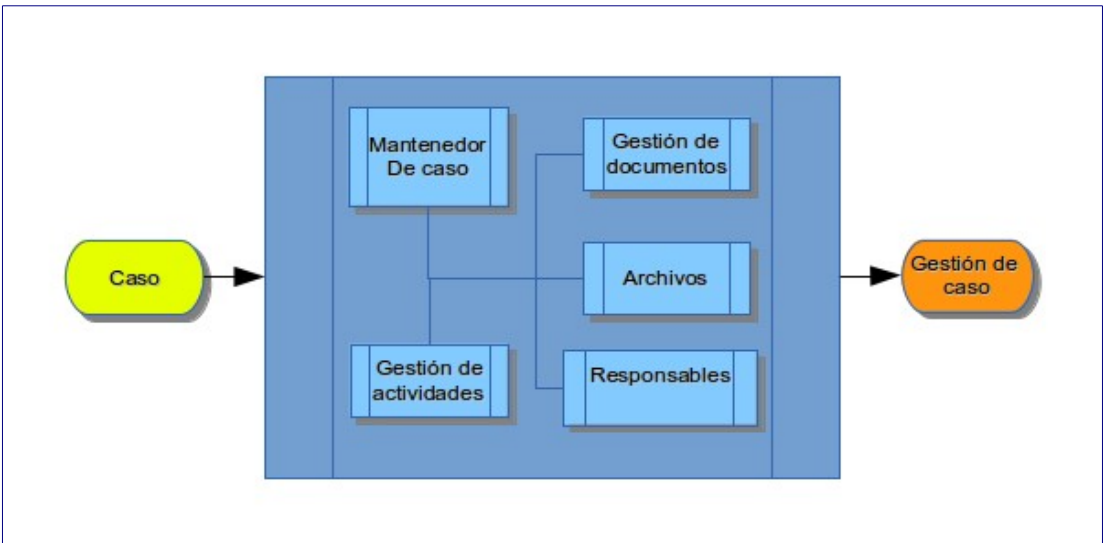 Caso
Mantenedor
De caso
Gestión de
actividades
Gestión de
documentos
Archivos
Responsables
Gestión de
caso